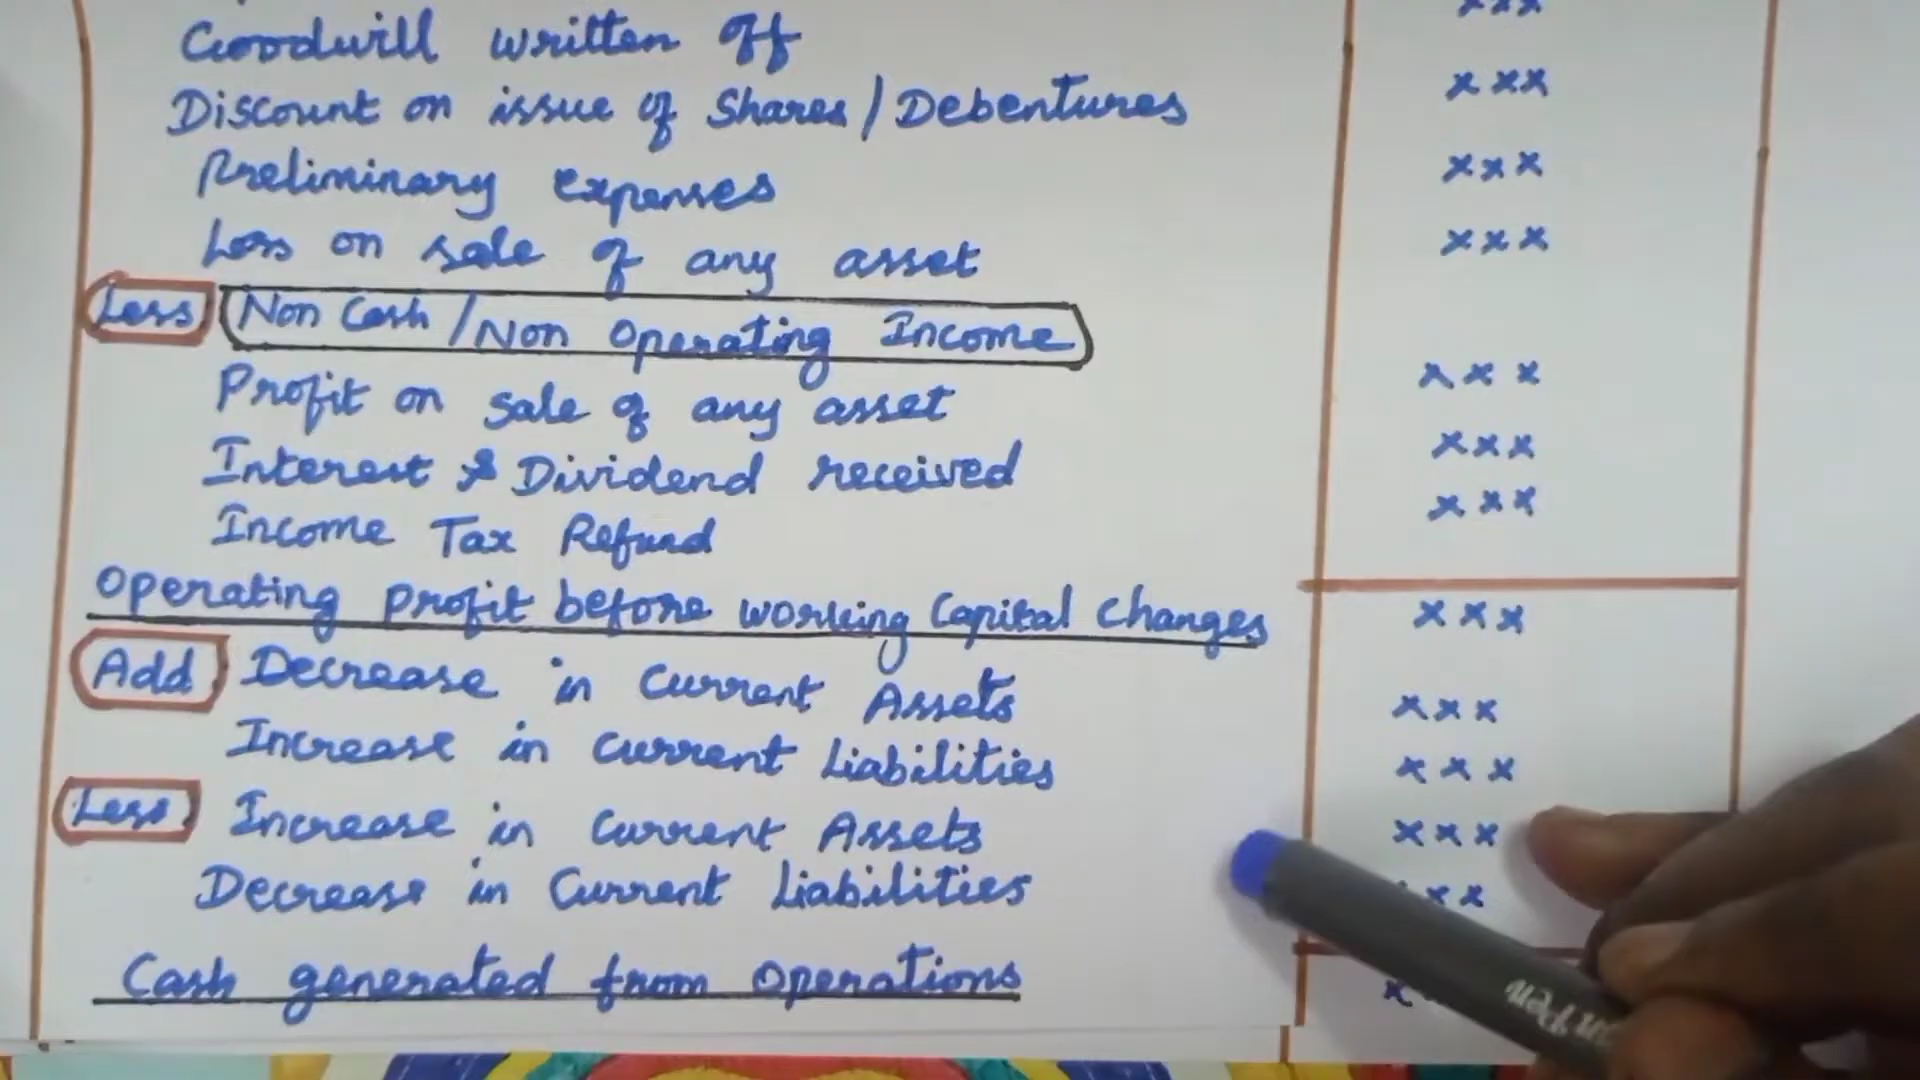 Goodwill written off xxx
Discount on issue of Shares/Debentures xxx
Preliminary expenses xxx
Loss on sale of any asset xxx
Less Non Cash/Non Operating Income
Profit on sale of any asset xxx
Interest & Dividend received xxx
Income Tax Refund xxx
Operating profit before working Capital Changes xxx
Add Decrease in Current Assets xxx
Increase in Current Liabilities xxx
Less Increase in Current Assets xxx
Decrease in Current Liabilities xx
Cash generated from Operations x
Pen